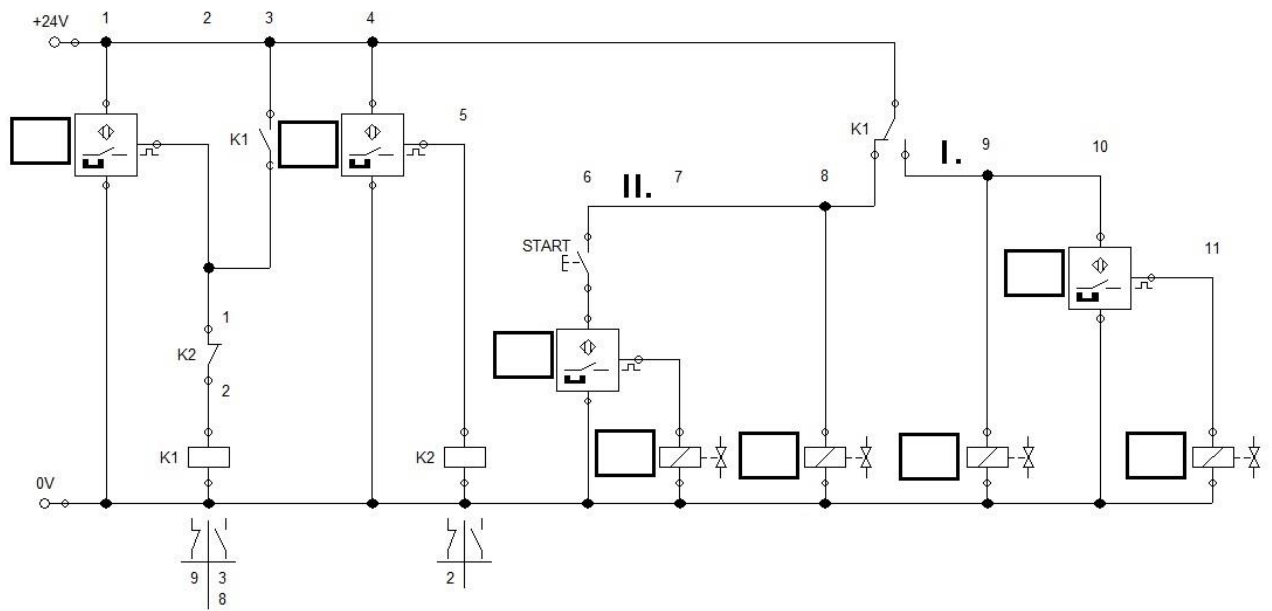 1 2 3 4
+24V
5
K1 K1
I. 9 10
6 II. 7 8
START 11
1
K2
2
K1 K2
0V
9 3 2
8